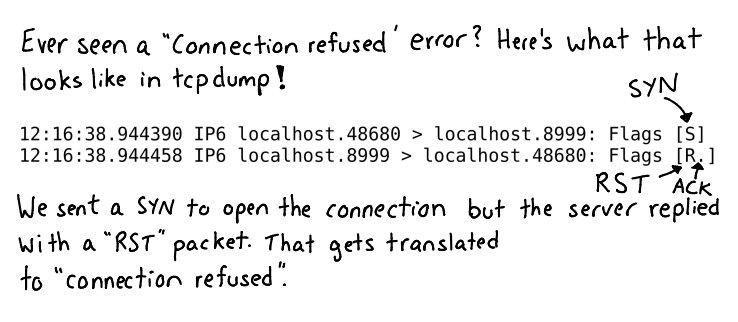 Ever seen a "Connection refused' error? Here's what that
looks like in tcpdump!
SYN
12:16:38.944390 IP6 localhost.48680 > localhost.8999: Flags [S]
12:16:38.944458 IP6 localhost.8999 > localhost.48680: Flags [R.]
RST ACK
We sent a SYN to open the connection but the server replied
with a "RST" packet. That gets translated
to "connection refused".